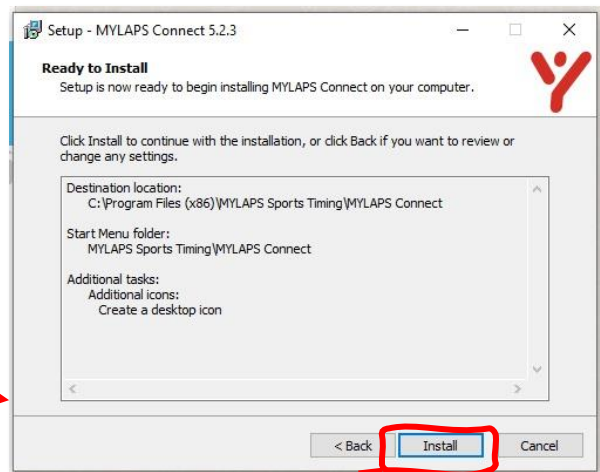 Setup - MYLAPS Connect 5.2.3
Ready to Install
Setup is now ready to begin installing MYLAPS Connect on your computer.
Click Install to continue with the installation, or click Back if you want to review or
change any settings.
Destination location:
C:\Program Files (x86)\MYLAPS Sports Timing\MYLAPS Connect
Start Menu folder:
MYLAPS Sports Timing\MYLAPS Connect
Additional tasks:
Additional icons:
Create a desktop icon
< Back Install Cancel